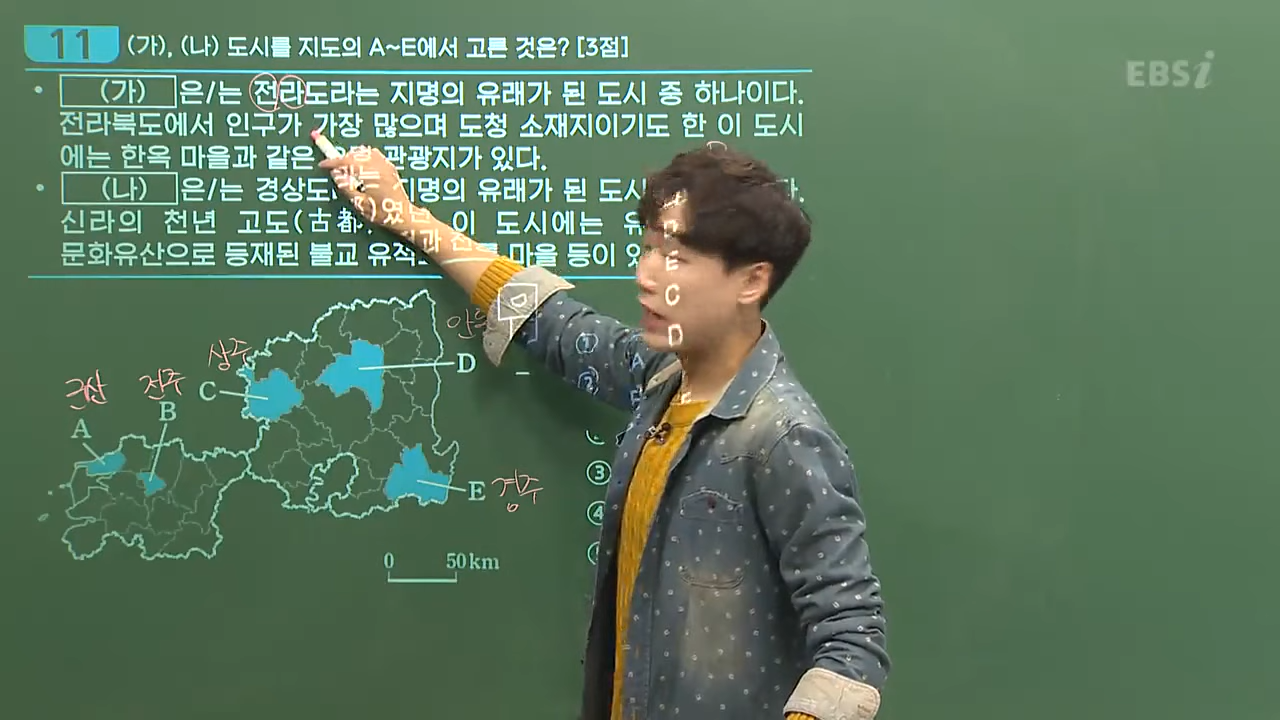 11 (가), (나) 도시를 지도의 A~E에서 고른 것은? [3점]
EBSi
• (가) 은/는 전라도라는 지명의 유래가 된 도시 중 하나이다.
전라북도에서 인구가 가장 많으며 도청 소재지이기도 한 이 도시
에는 한옥 마을과 같은 관광지가 있다.
• (나) 은/는 경상도 지명의 유래가 된 도시
신라의 천년 고도(古都) 이 도시에는
문화유산으로 등재된 불교 유적 마을 등이
군산
전주
상주
A
B
C
D
E 경주
0 50km
①
②
③
④